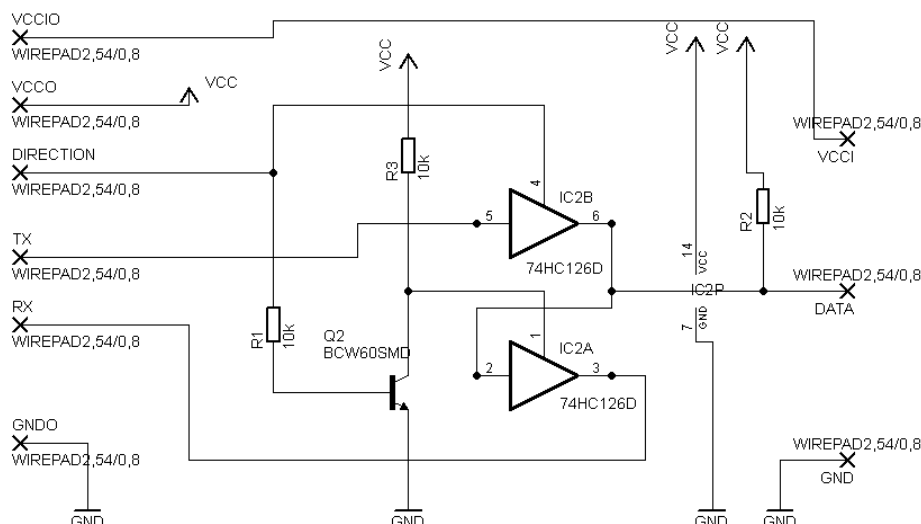 VCCIO
WIREPAD2,54/0,8
VCCO
WIREPAD2,54/0,8
VCC
DIRECTION
WIREPAD2,54/0,8
TX
WIREPAD2,54/0,8
RX
WIREPAD2,54/0,8
GNDO
WIREPAD2,54/0,8
GND
R1
10k
VCC
R3
10k
Q2
BCW60SMD
GND
4
5
6
IC2B
74HC126D
1
2
3
IC2A
74HC126D
VCC
VCC
14
VCC
IC2P
7
GND
GND
R2
10k
WIREPAD2,54/0,8
VCCI
WIREPAD2,54/0,8
DATA
WIREPAD2,54/0,8
GND
GND